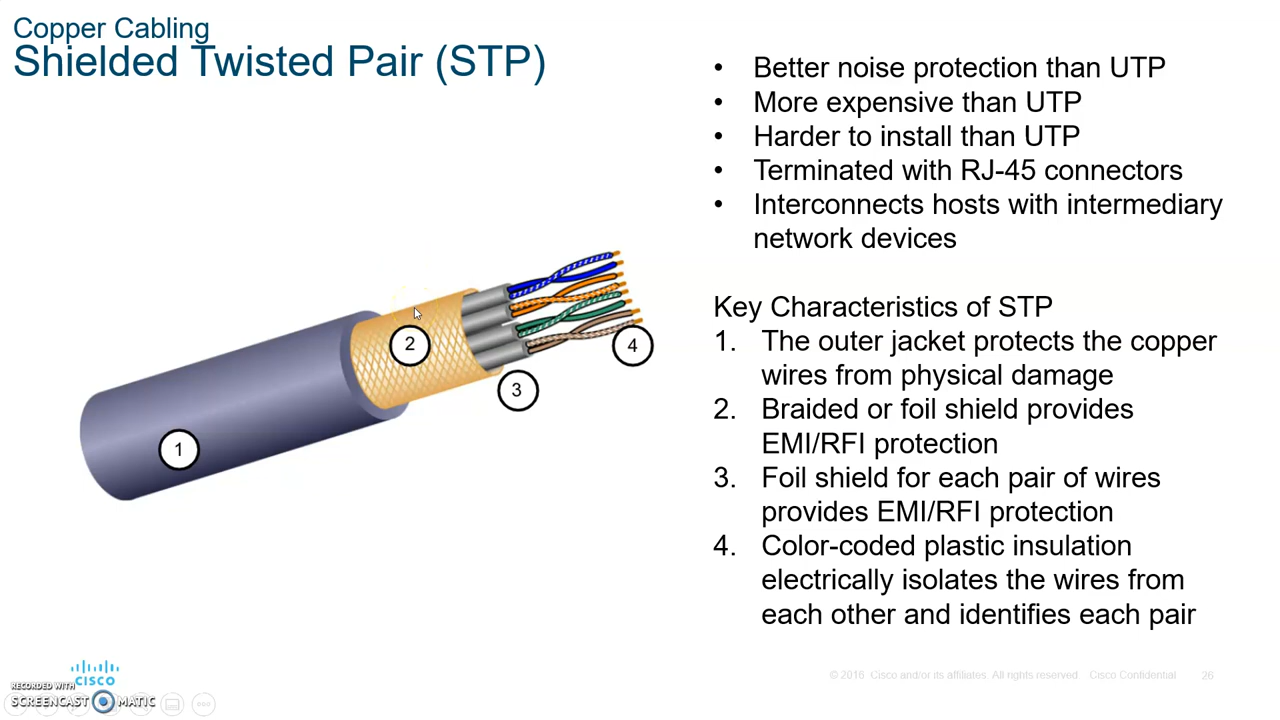 Copper Cabling
Shielded Twisted Pair (STP)
• Better noise protection than UTP
• More expensive than UTP
• Harder to install than UTP
• Terminated with RJ-45 connectors
• Interconnects hosts with intermediary
network devices
Key Characteristics of STP
1. The outer jacket protects the copper
wires from physical damage
2. Braided or foil shield provides
EMI/RFI protection
3. Foil shield for each pair of wires
provides EMI/RFI protection
4. Color-coded plastic insulation
electrically isolates the wires from
each other and identifies each pair
2
4
3
1
CISCO
RECORDED WITH
SCREENCAST MATIC
© 2016 Cisco and/or its affiliates. All rights reserved. Cisco Confidential
26